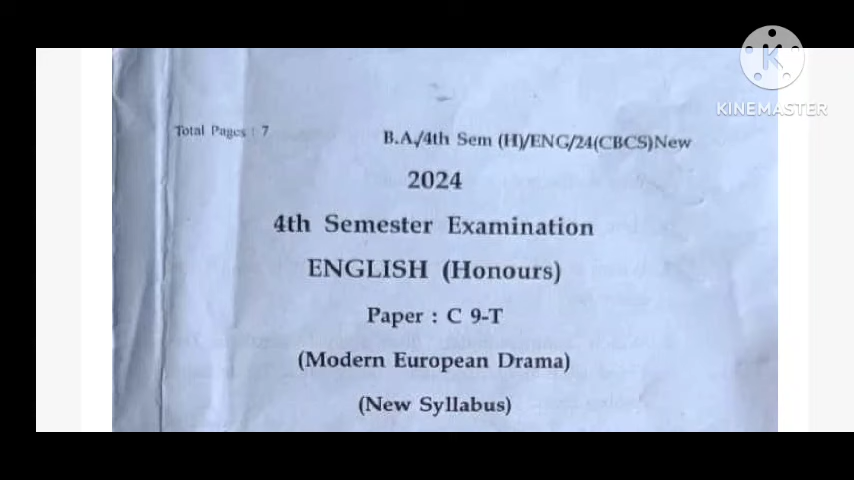 KINEMASTER
Total Pages : 7
B.A./4th Sem (H)/ENG/24(CBCS)New
2024
4th Semester Examination
ENGLISH (Honours)
Paper : C 9-T
(Modern European Drama)
(New Syllabus)